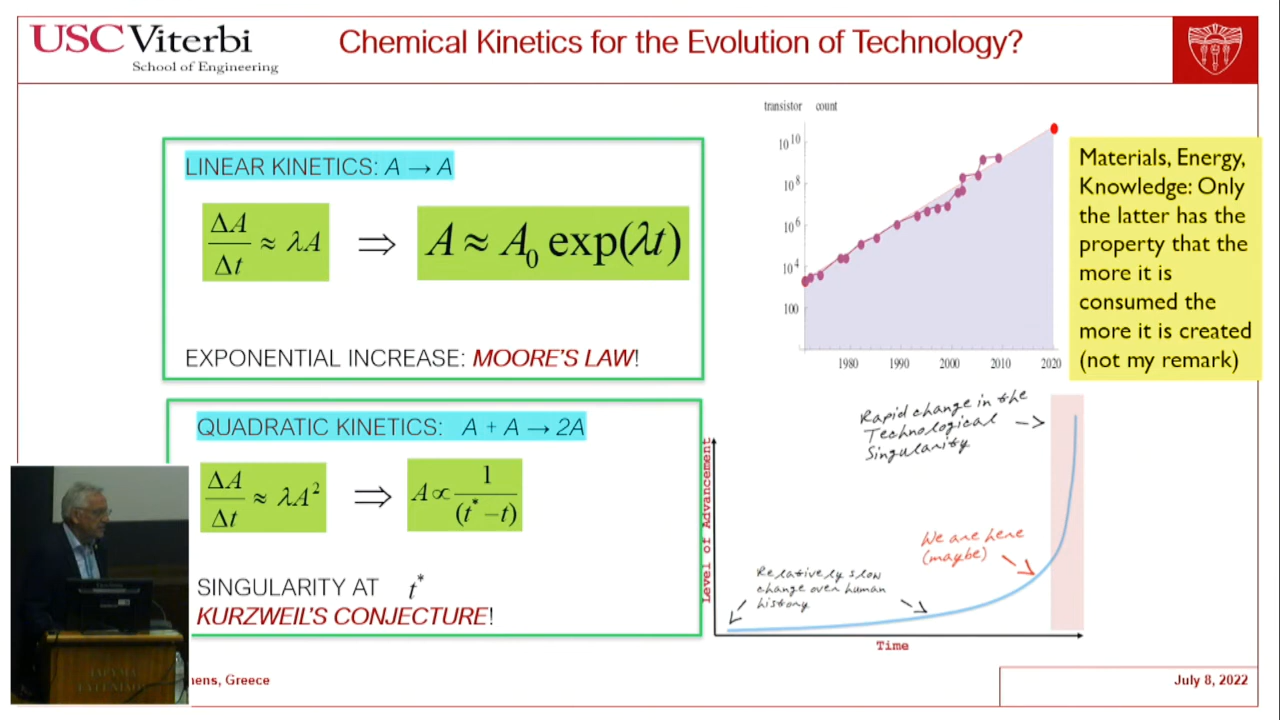 USC Viterbi
School of Engineering
Chemical Kinetics for the Evolution of Technology?
LINEAR KINETICS: A → A
ΔA/Δt ≈ λA ⇒ A ≈ A₀ exp(λt)
EXPONENTIAL INCREASE: MOORE'S LAW!
QUADRATIC KINETICS: A + A → 2A
ΔA/Δt ≈ λA² ⇒ A ∝ 1/(t* – t)
SINGULARITY AT t*
KURZWEIL'S CONJECTURE!
transistor count
10¹⁰
10⁸
10⁶
10⁴
100
1980 1990 2000 2010 2020
Materials, Energy,
Knowledge: Only
the latter has the
property that the
more it is
consumed the
more it is created
(not my remark)
Rapid change in the
Technological
Singularity
We are here
(maybe)
Relatively slow
change over human
history
Level of Advancement
Time
ens, Greece
July 8, 2022